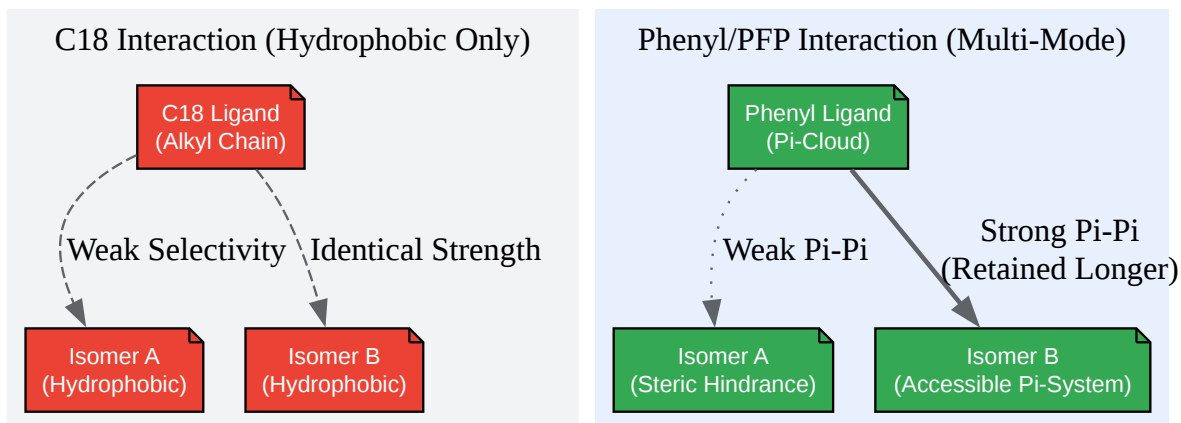 C18 Interaction (Hydrophobic Only)
C18 Ligand
(Alkyl Chain)
Weak Selectivity
Identical Strength
Isomer A
(Hydrophobic)
Isomer B
(Hydrophobic)
Phenyl/PFP Interaction (Multi-Mode)
Phenyl Ligand
(Pi-Cloud)
Weak Pi-Pi
Strong Pi-Pi
(Retained Longer)
Isomer A
(Steric Hindrance)
Isomer B
(Accessible Pi-System)